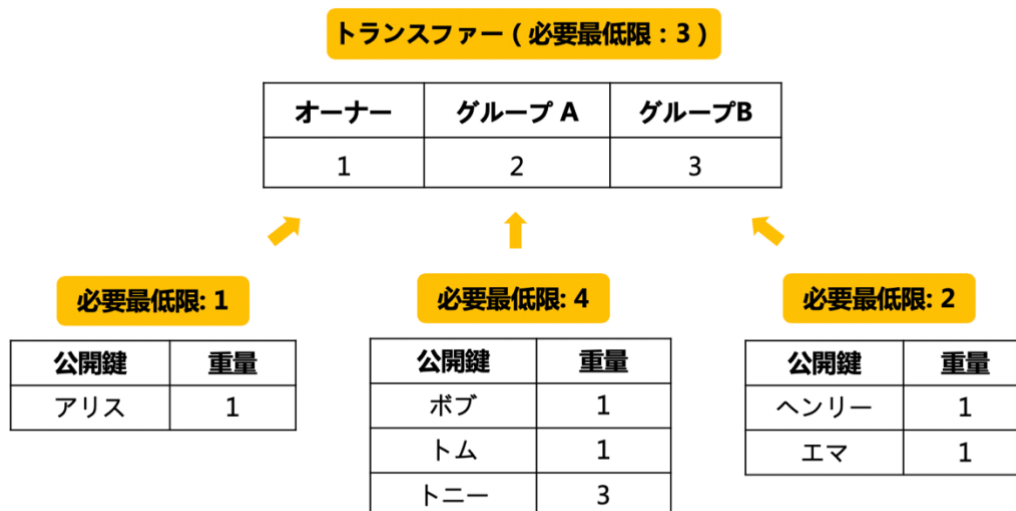 トランスファー ( 必要最低限：3 )
オーナー グループ A グループB
1 2 3
必要最低限: 1 必要最低限: 4 必要最低限: 2
公開鍵 重量
アリス 1
公開鍵 重量
ボブ 1
トム 1
トニー 3
公開鍵 重量
ヘンリー 1
エマ 1